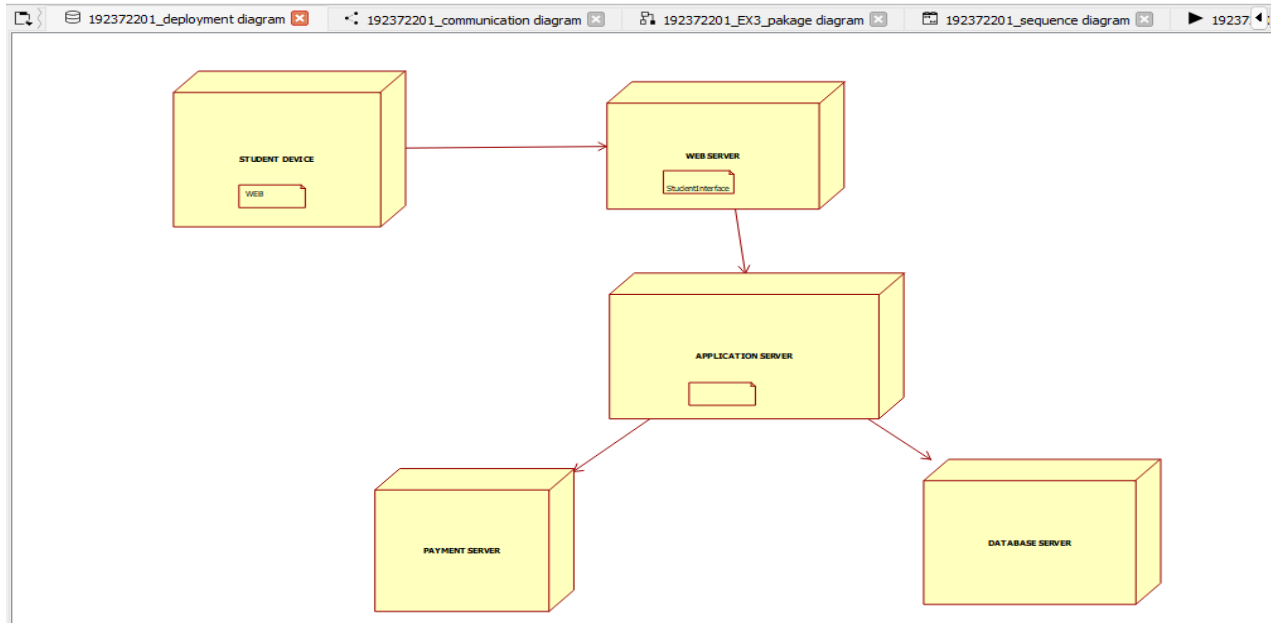 192372201_deployment diagram
192372201_communication diagram
192372201_EX3_pakage diagram
192372201_sequence diagram
19237
STUDENT DEVICE
WEB
WEB SERVER
StudentInterface
APPLICATION SERVER
PAYMENT SERVER
DATABASE SERVER